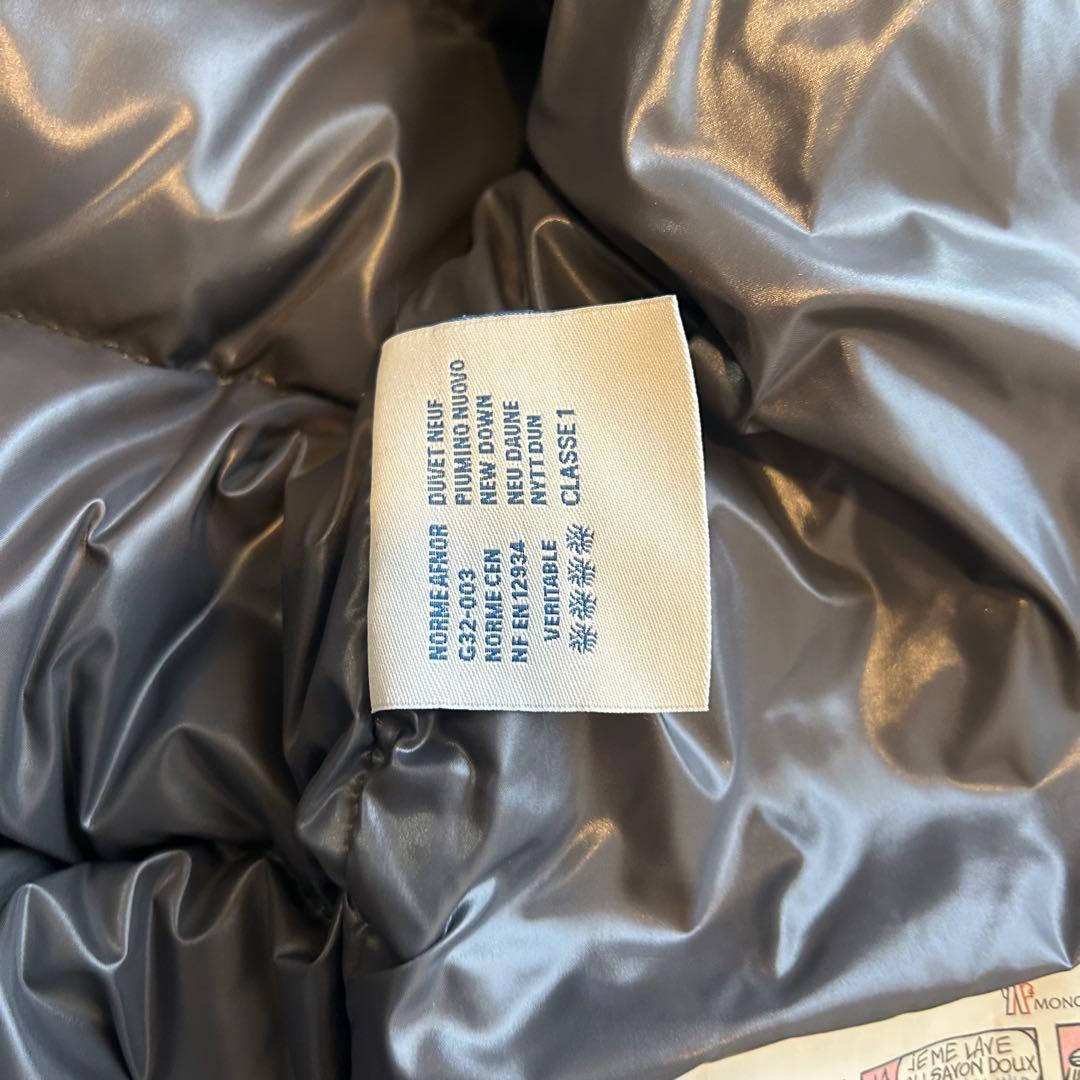 NORME AFNOR DUVET NEUF
G32-003 PIUMINO NUOVO
NORME CEN NEW DOWN
NF EN 12934 NEU DAUNE
NYTT DUN
VERITABLE CLASSE 1
MONC
JE ME LAVE
SAVON DOUX